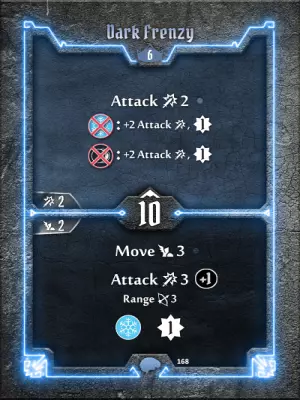 Dark Frenzy
6
Attack 2
: +2 Attack , 1
: +2 Attack , 1
2
10
2
Move 3
Attack 3 +1
Range 3
1
168